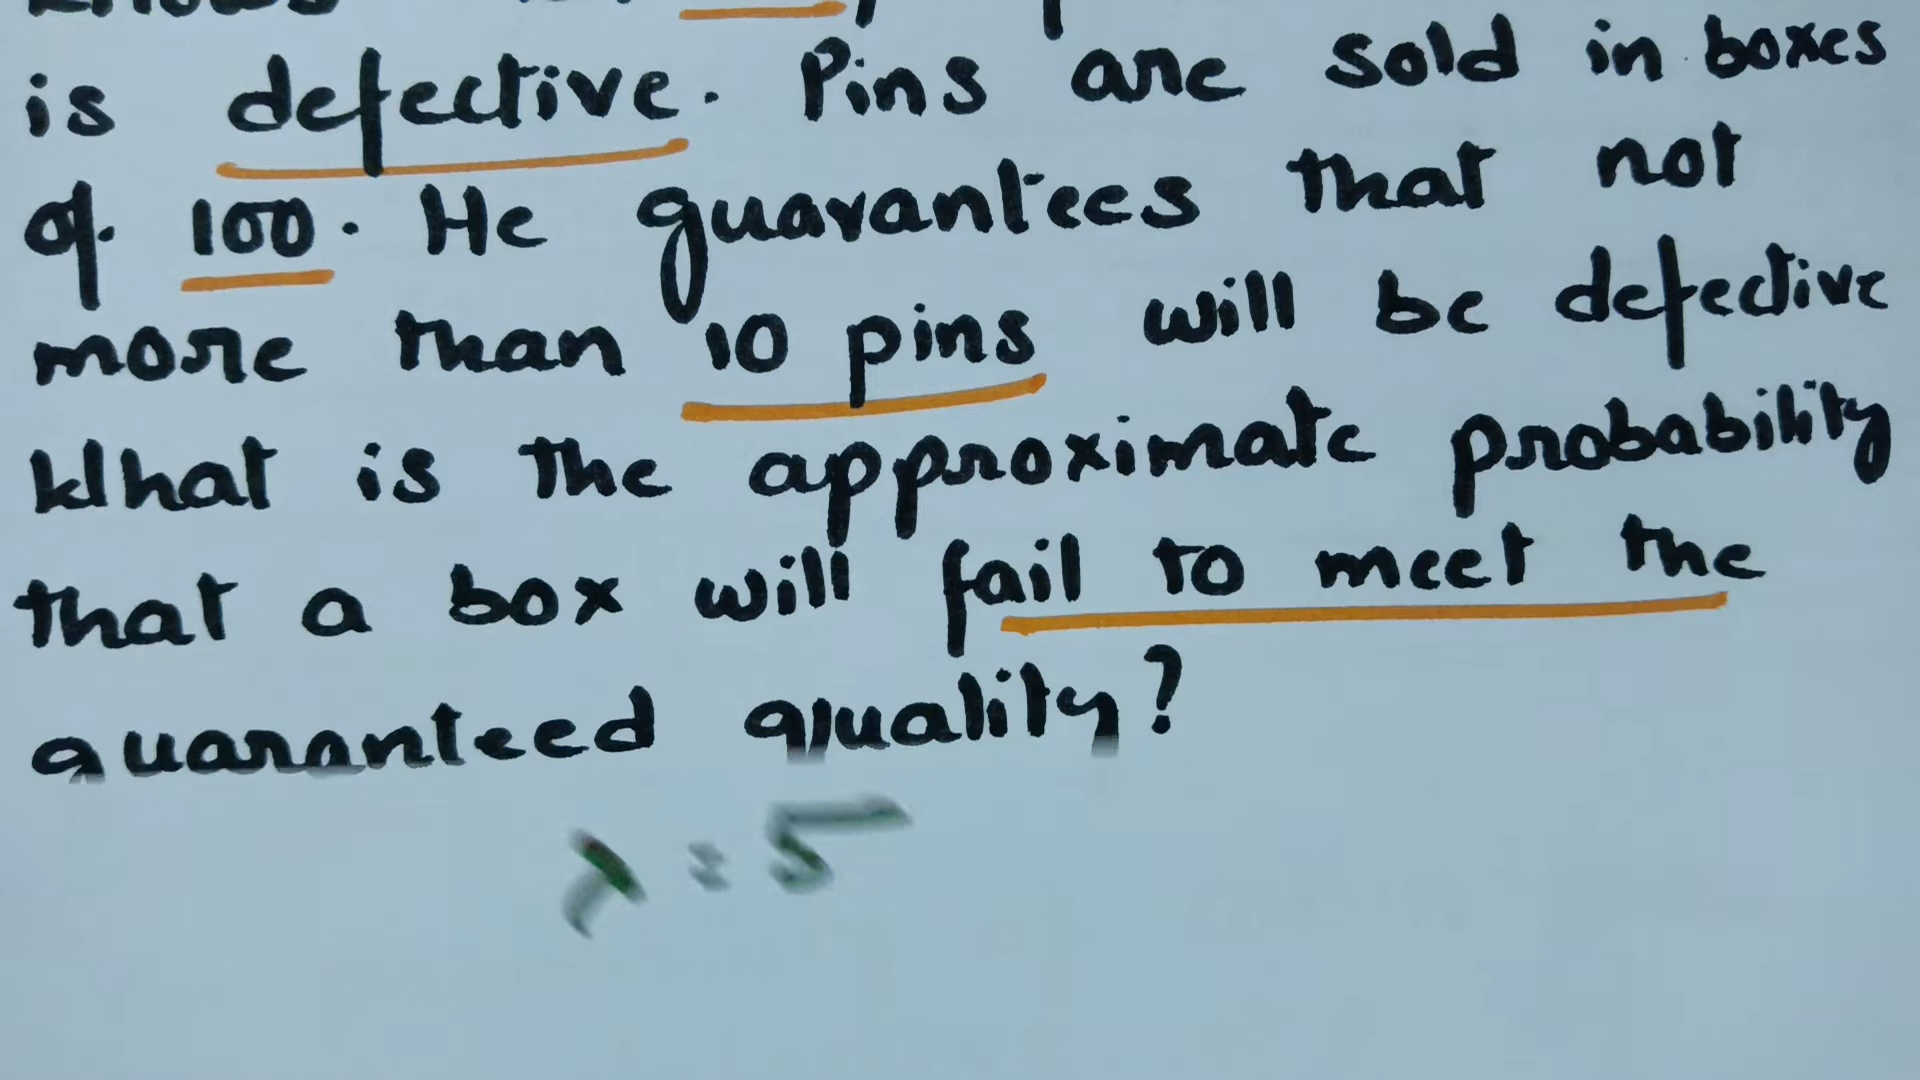 is defective. Pins are sold in boxes
of 100. He guarantees that not
more than 10 pins will be defective
What is the approximate probability
that a box will fail to meet the
guaranteed quality?
λ = 5